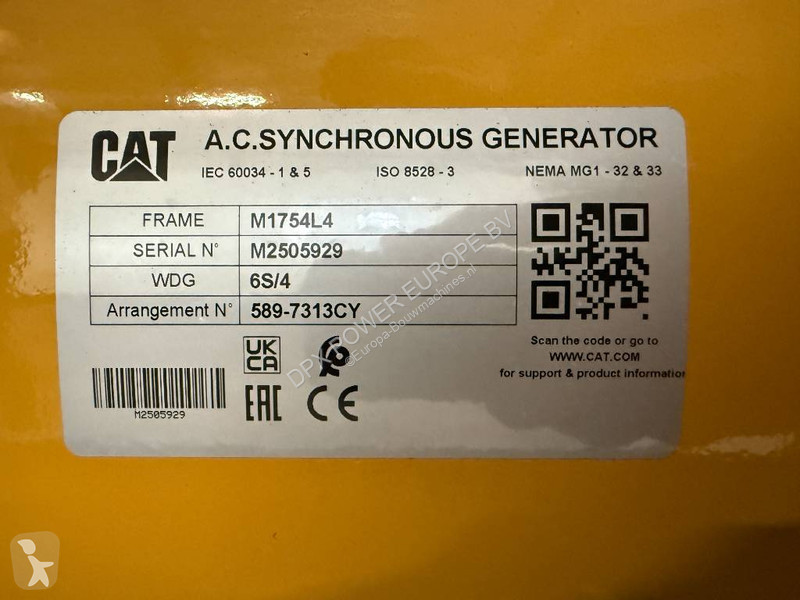 CAT A.C.SYNCHRONOUS GENERATOR
IEC 60034 - 1 & 5 ISO 8528 - 3 NEMA MG1 - 32 & 33
FRAME M1754L4
SERIAL N° M2505929
WDG 6S/4
Arrangement N° 589-7313CY
Scan the code or go to
WWW.CAT.COM
for support & product information
UK
CA
EAC CE
M2505929
DPX POWER EUROPE BV
©Europa-Bouwmachines.nl